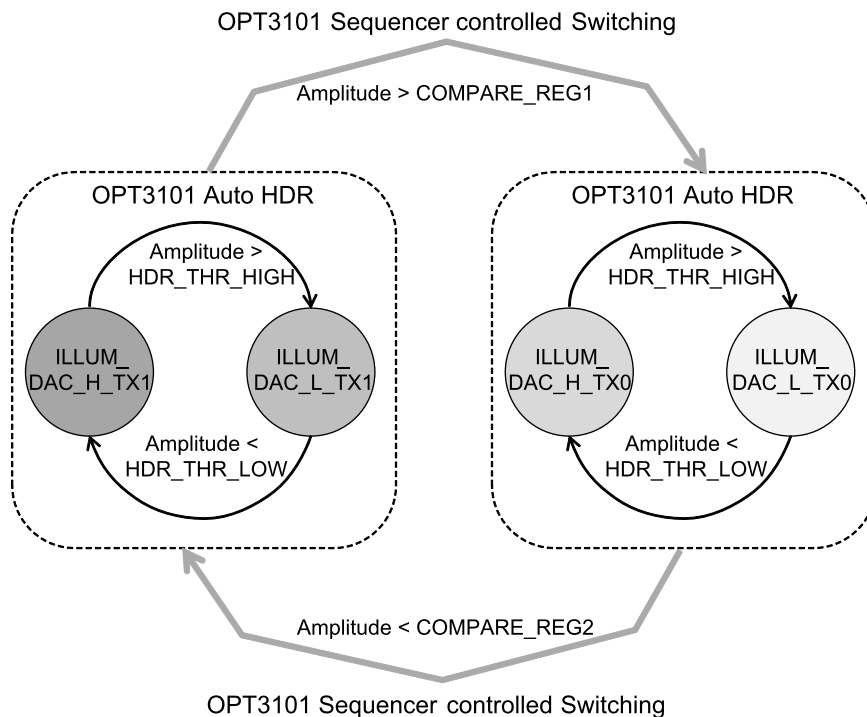 OPT3101 Sequencer controlled Switching
Amplitude > COMPARE_REG1
OPT3101 Auto HDR
Amplitude >
HDR_THR_HIGH
ILLUM_
DAC_H_TX1
ILLUM_
DAC_L_TX1
Amplitude <
HDR_THR_LOW
OPT3101 Auto HDR
Amplitude >
HDR_THR_HIGH
ILLUM_
DAC_H_TX0
ILLUM_
DAC_L_TX0
Amplitude <
HDR_THR_LOW
Amplitude < COMPARE_REG2
OPT3101 Sequencer controlled Switching